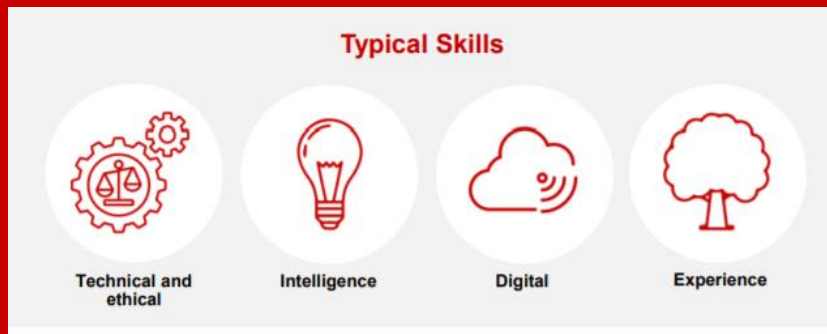 Typical Skills
Technical and
ethical
Intelligence
Digital
Experience